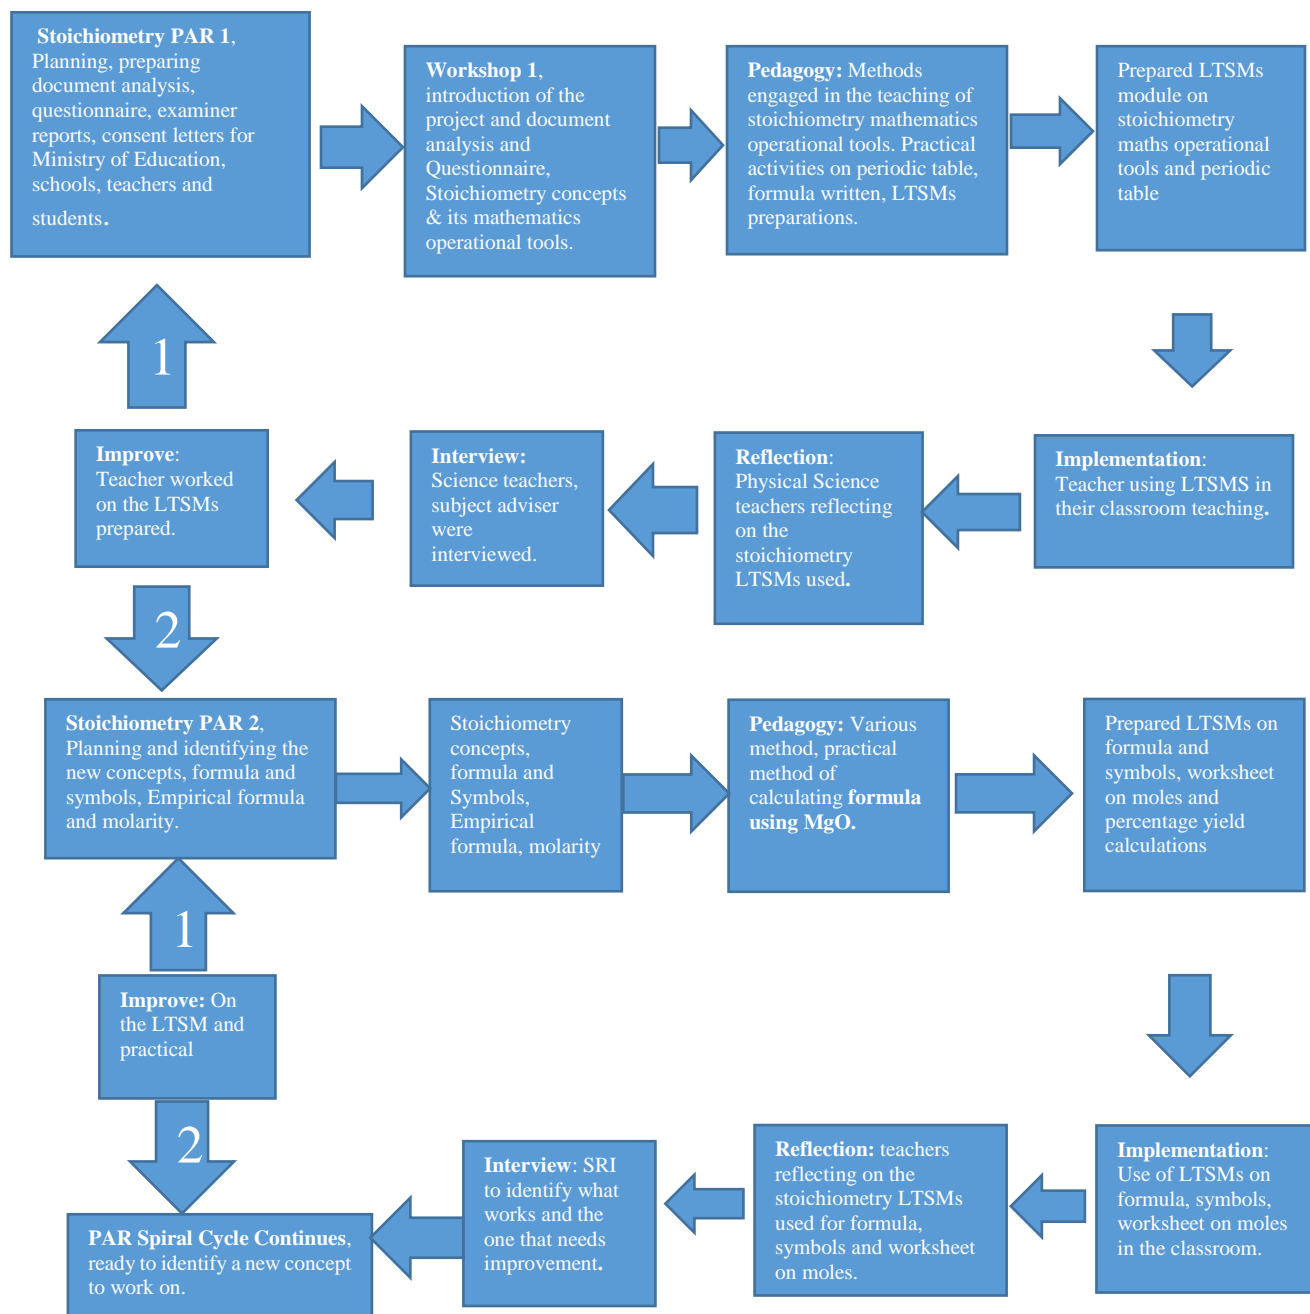 Stoichiometry PAR 1,
Planning, preparing
document analysis,
questionnaire, examiner
reports, consent letters for
Ministry of Education,
schools, teachers and
students.
Workshop 1,
introduction of the
project and document
analysis and
Questionnaire,
Stoichiometry concepts
& its mathematics
operational tools.
Pedagogy: Methods
engaged in the teaching of
stoichiometry mathematics
operational tools. Practical
activities on periodic table,
formula written, LTSMs
preparations.
Prepared LTSMs
module on
stoichiometry
maths operational
tools and periodic
table
1
Improve:
Teacher worked
on the LTSMs
prepared.
Interview:
Science teachers,
subject adviser
were
interviewed.
Reflection:
Physical Science
teachers reflecting
on the
stoichiometry
LTSMs used.
Implementation:
Teacher using LTSMS in
their classroom teaching.
2
Stoichiometry PAR 2,
Planning and identifying the
new concepts, formula and
symbols, Empirical formula
and molarity.
Stoichiometry
concepts,
formula and
Symbols,
Empirical
formula, molarity
Pedagogy: Various
method, practical
method of
calculating formula
using MgO.
Prepared LTSMs on
formula and
symbols, worksheet
on moles and
percentage yield
calculations
1
Improve: On
the LTSM and
practical
2
PAR Spiral Cycle Continues,
ready to identify a new concept
to work on.
Interview: SRI
to identify what
works and the
one that needs
improvement.
Reflection: teachers
reflecting on the
stoichiometry LTSMs
used for formula,
symbols and worksheet
on moles.
Implementation:
Use of LTSMs on
formula, symbols,
worksheet on moles
in the classroom.